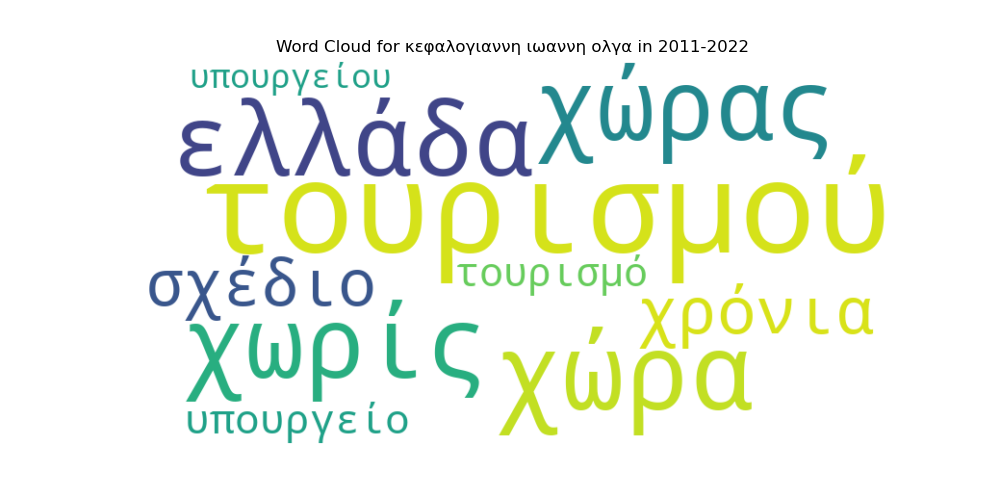 Word Cloud for κεφαλογιαννη ιωαννη ολγα in 2011-2022
υπουργείου
χώρας
ελλάδα
τουρισμού
σχέδιο
τουρισμό
χρόνια
χωρίς
χώρα
υπουργείο